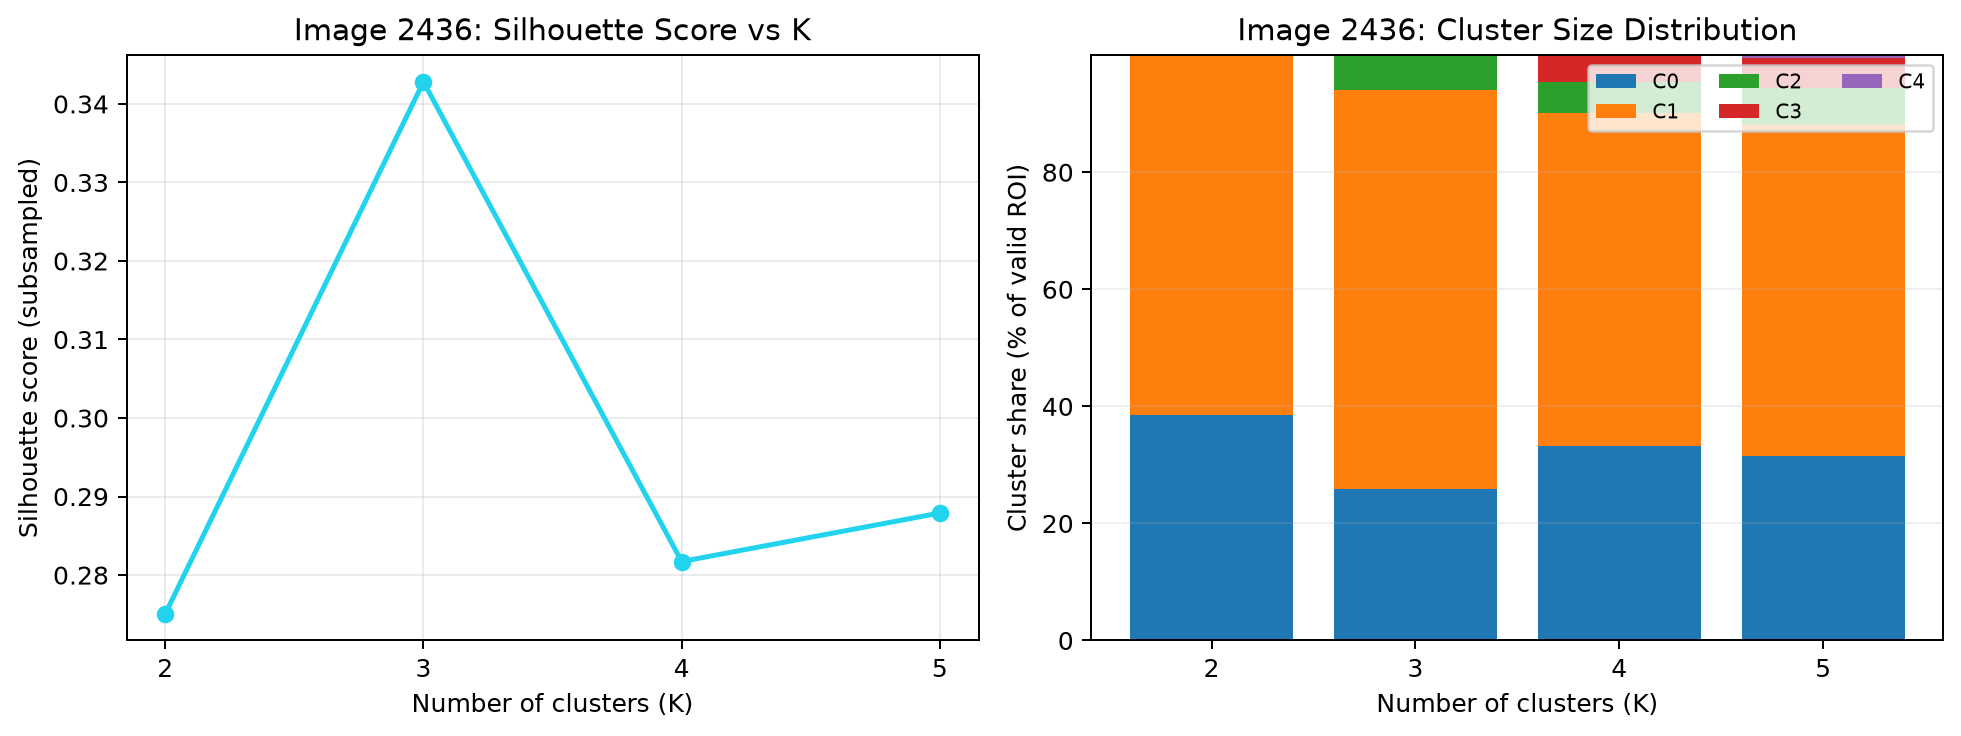 Image 2436: Silhouette Score vs K
Silhouette score (subsampled)
0.34
0.33
0.32
0.31
0.30
0.29
0.28
2 3 4 5
Number of clusters (K)
Image 2436: Cluster Size Distribution
Cluster share (% of valid ROI)
80
60
40
20
0
C0 C2 C4
C1 C3
2 3 4 5
Number of clusters (K)